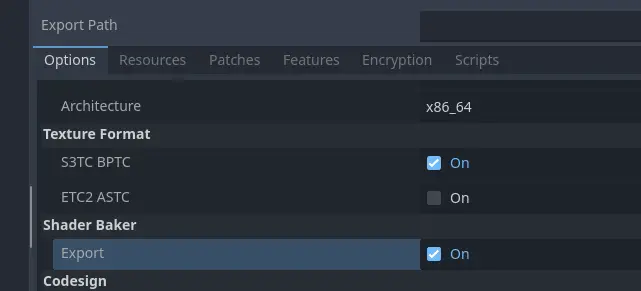 Export Path
Options Resources Patches Features Encryption Scripts
Architecture x86_64
Texture Format
S3TC BPTC On
ETC2 ASTC On
Shader Baker
Export On
Codesign